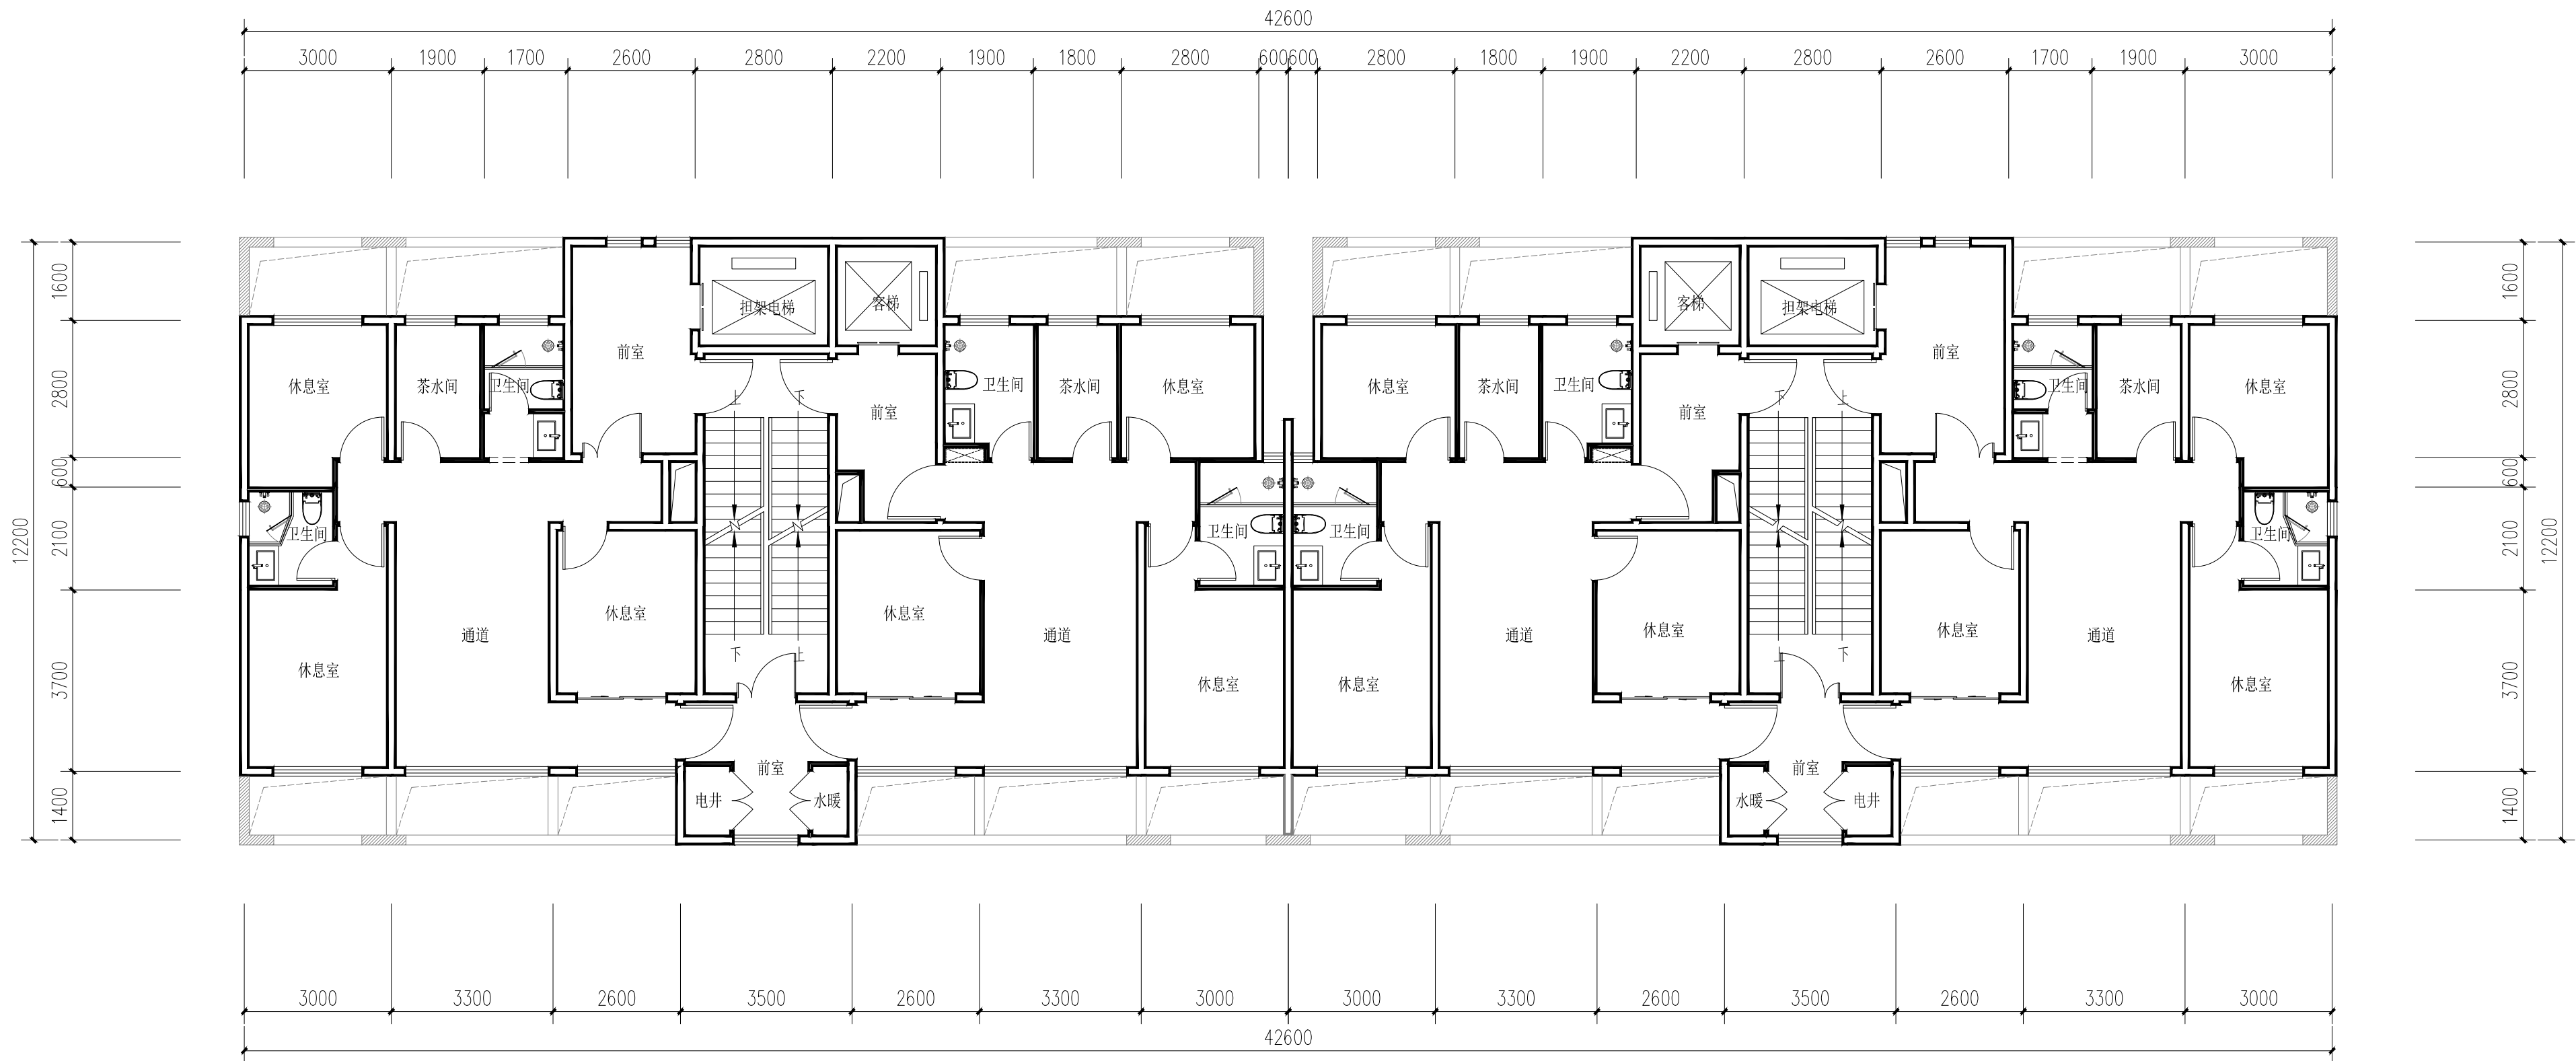 42600
3000 1900 1700 2600 2800 2200 1900 1800 2800 600 600 2800 1800 1900 2200 2800 2600 1700 1900 3000
1600 1600
担架电梯 客梯 客梯 担架电梯
前室 前室
休息室 茶水间 卫生间 卫生间 茶水间 休息室 休息室 茶水间 卫生间 卫生间 茶水间 休息室
2800 2800
上 下 下 上
前室 前室
600 600
12200 2100 卫生间 卫生间 卫生间 卫生间 2100 12200
休息室 休息室 休息室 休息室
通道 通道 通道 通道
下 上 上 下
3700 休息室 休息室 休息室 休息室 3700
前室 前室
1400 电井 水暖 水暖 电井 1400
3000 3300 2600 3500 2600 3300 3000 3000 3300 2600 3500 2600 3300 3000
42600